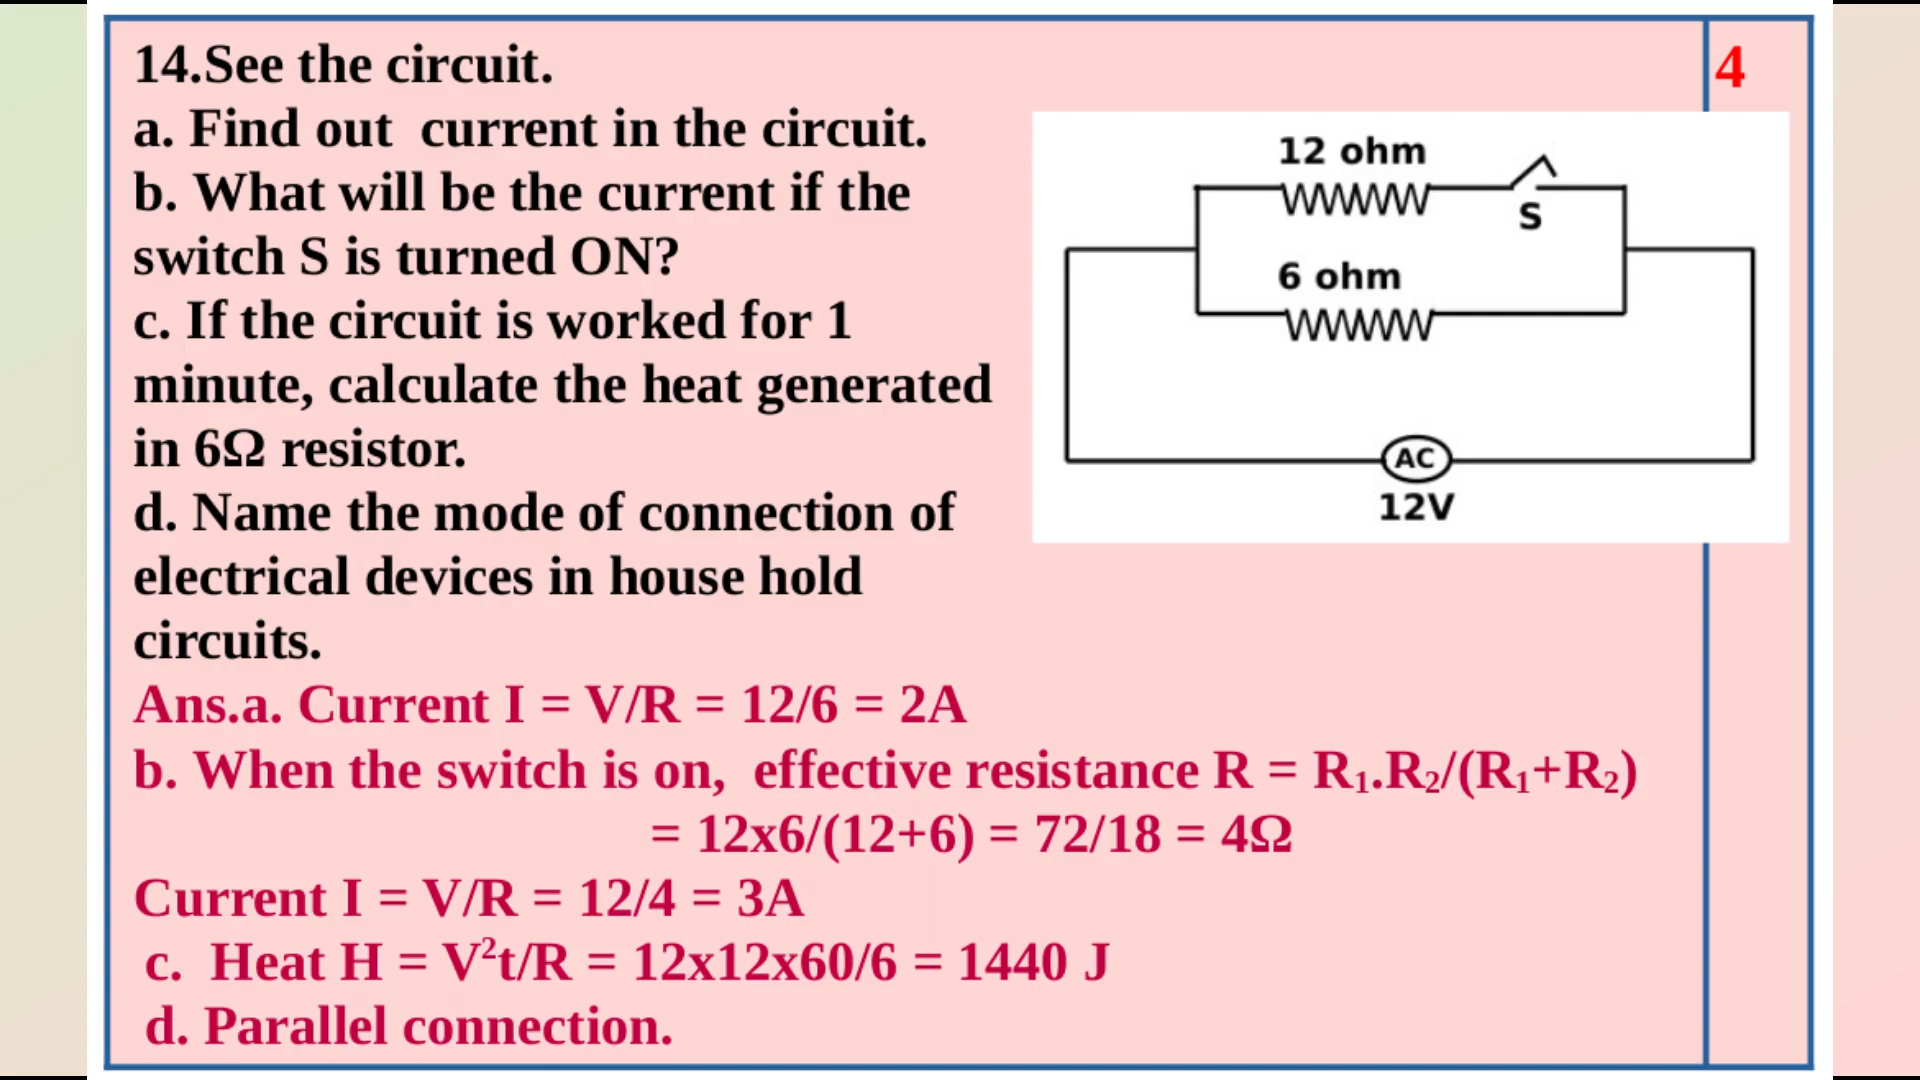 14.See the circuit.
4
a. Find out  current in the circuit.
b. What will be the current if the
switch S is turned ON?
c. If the circuit is worked for 1
minute, calculate the heat generated
in 6Ω resistor.
d. Name the mode of connection of
electrical devices in house hold
circuits.
12 ohm
S
6 ohm
AC
12V
Ans.a. Current I = V/R = 12/6 = 2A
b. When the switch is on,  effective resistance R = R₁.R₂/(R₁+R₂)
= 12x6/(12+6) = 72/18 = 4Ω
Current I = V/R = 12/4 = 3A
c.  Heat H = V²t/R = 12x12x60/6 = 1440 J
d. Parallel connection.